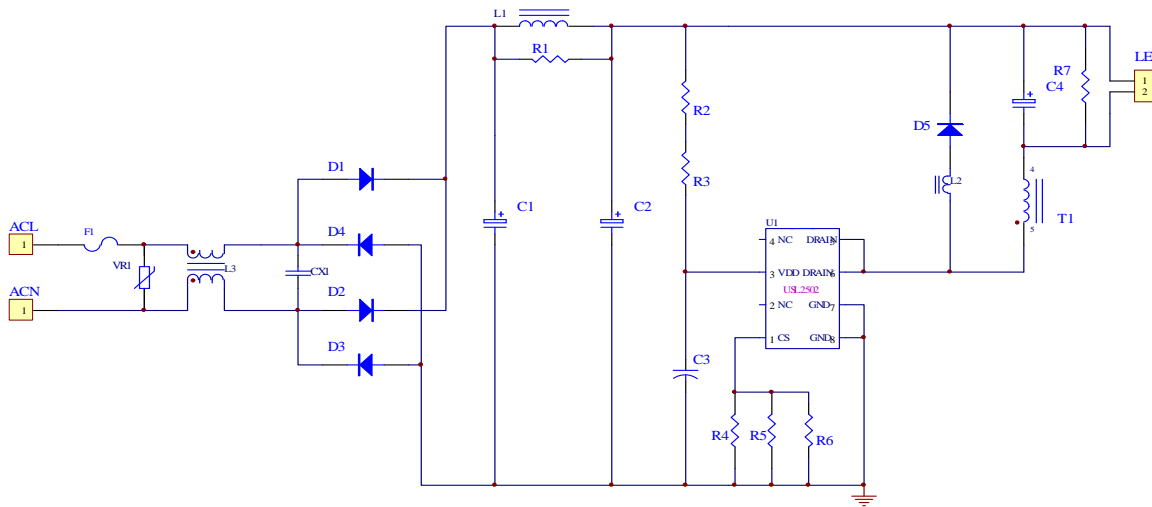 L1
R1
LE
R7
1
2
C4
R2
D5
R3
L2
4
D1
C1
C2
T1
5
ACL
1
F1
D4
U1
4 NC DRAIN 5
VR1
L3
CX1
3 VDD DRAIN 6
USL2502
ACN
1
D2
2 NC GND 7
D3
1 CS GND 8
C3
R4
R5
R6